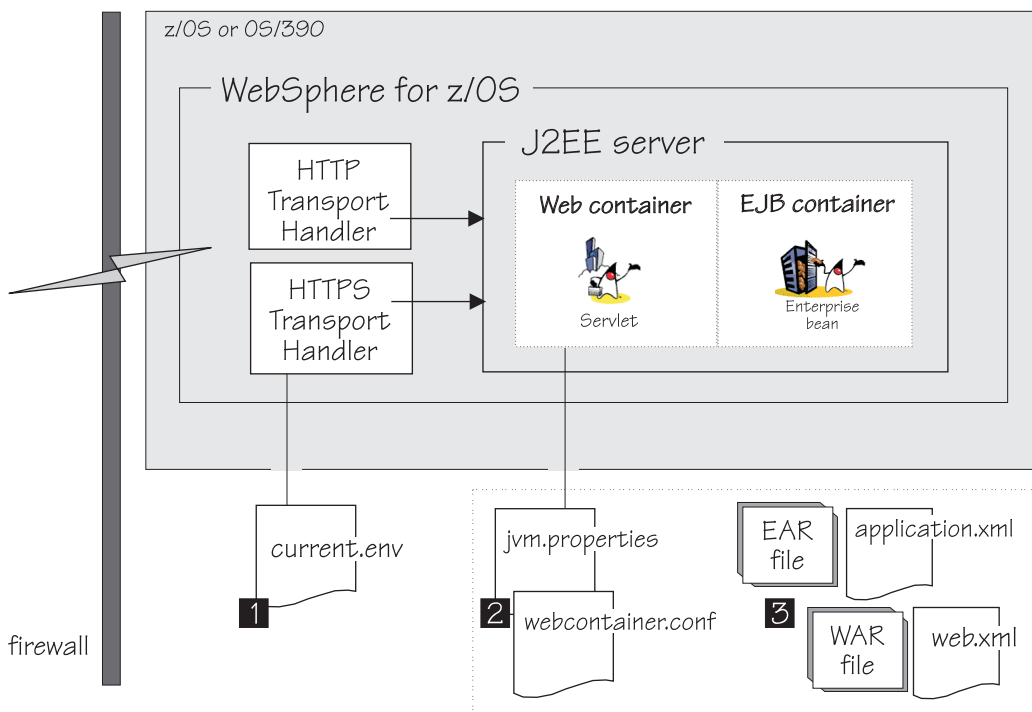 z/OS or OS/390
WebSphere for z/OS
J2EE server
HTTP
Transport
Handler
Web container
EJB container
HTTPS
Transport
Handler
Servlet
Enterprise
bean
current.env
1
jvm.properties
2
webcontainer.conf
EAR
file
application.xml
3
WAR
file
web.xml
firewall